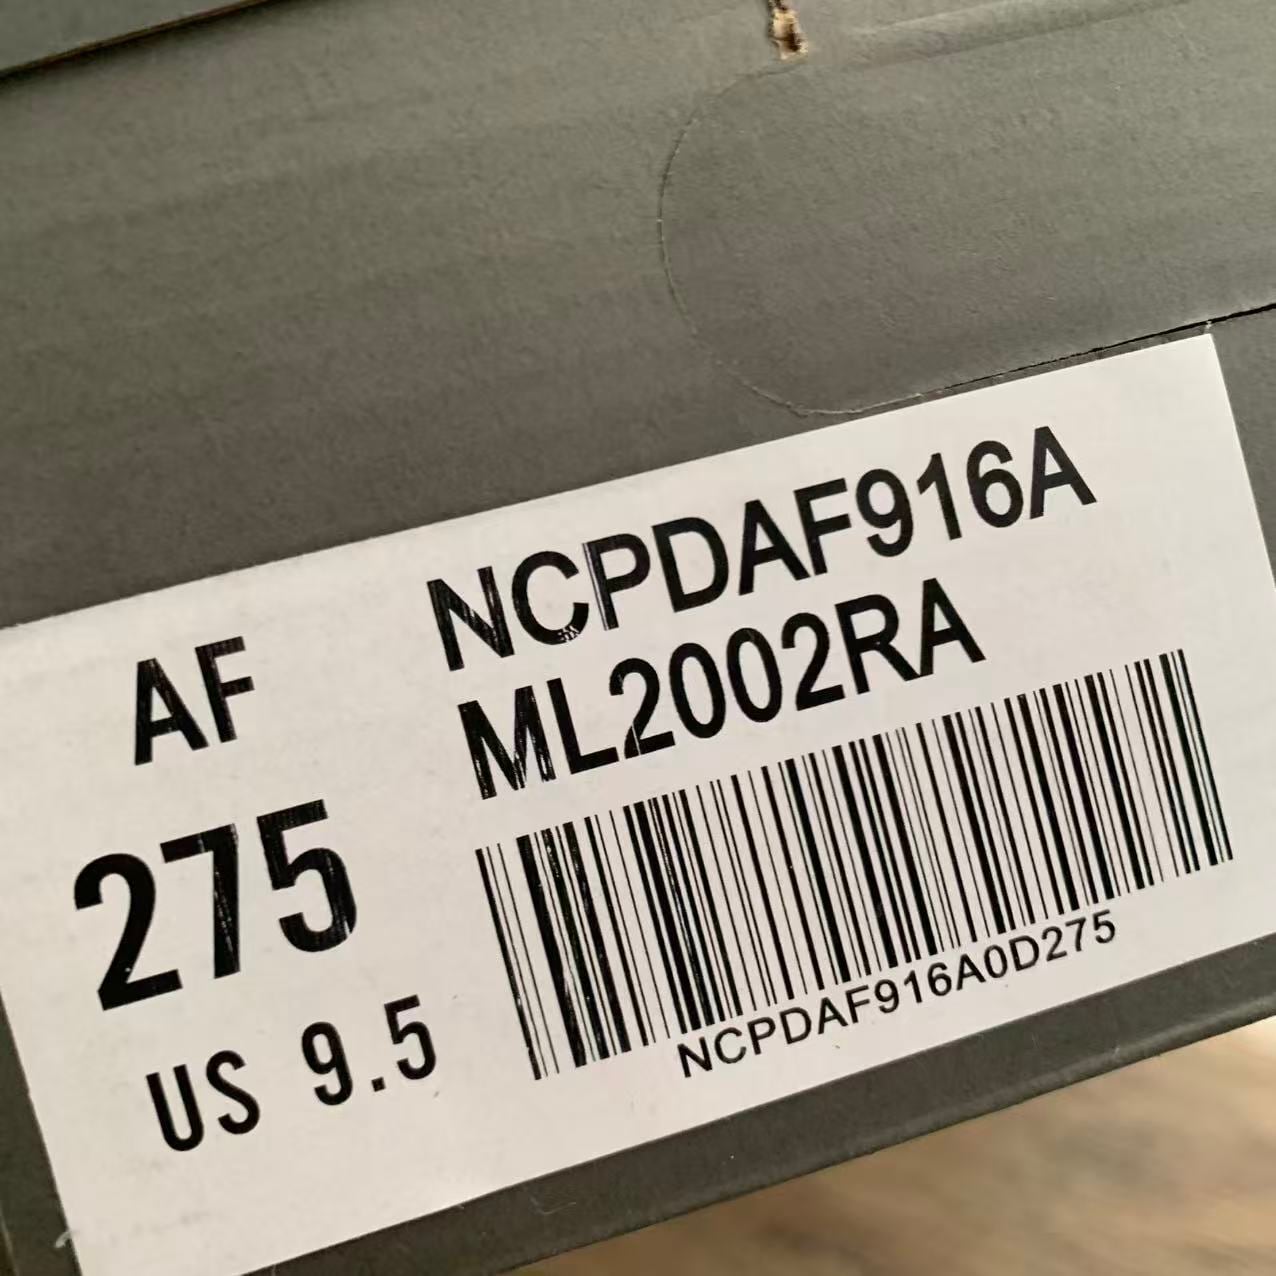 NCPDAF916A
AF
ML2002RA
275
US 9.5
NCPDAF916A0D275